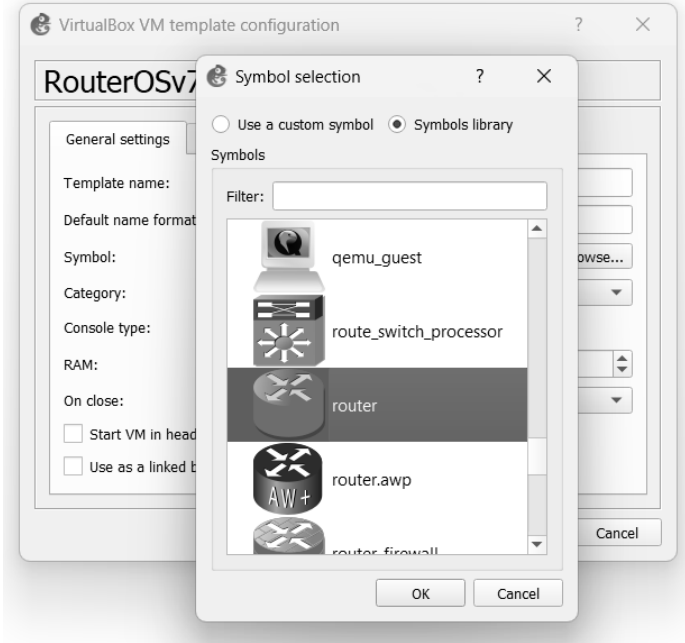 VirtualBox VM template configuration
?
RouterOSv7
Symbol selection
?
Use a custom symbol
Symbols library
General settings
Symbols
Template name:
Filter:
Default name format
Symbol:
qemu_guest
owse...
Category:
Console type:
route_switch_processor
RAM:
On close:
router
Start VM in head
Use as a linked b
router.awp
AW+
router_firewall
Cancel
OK
Cancel